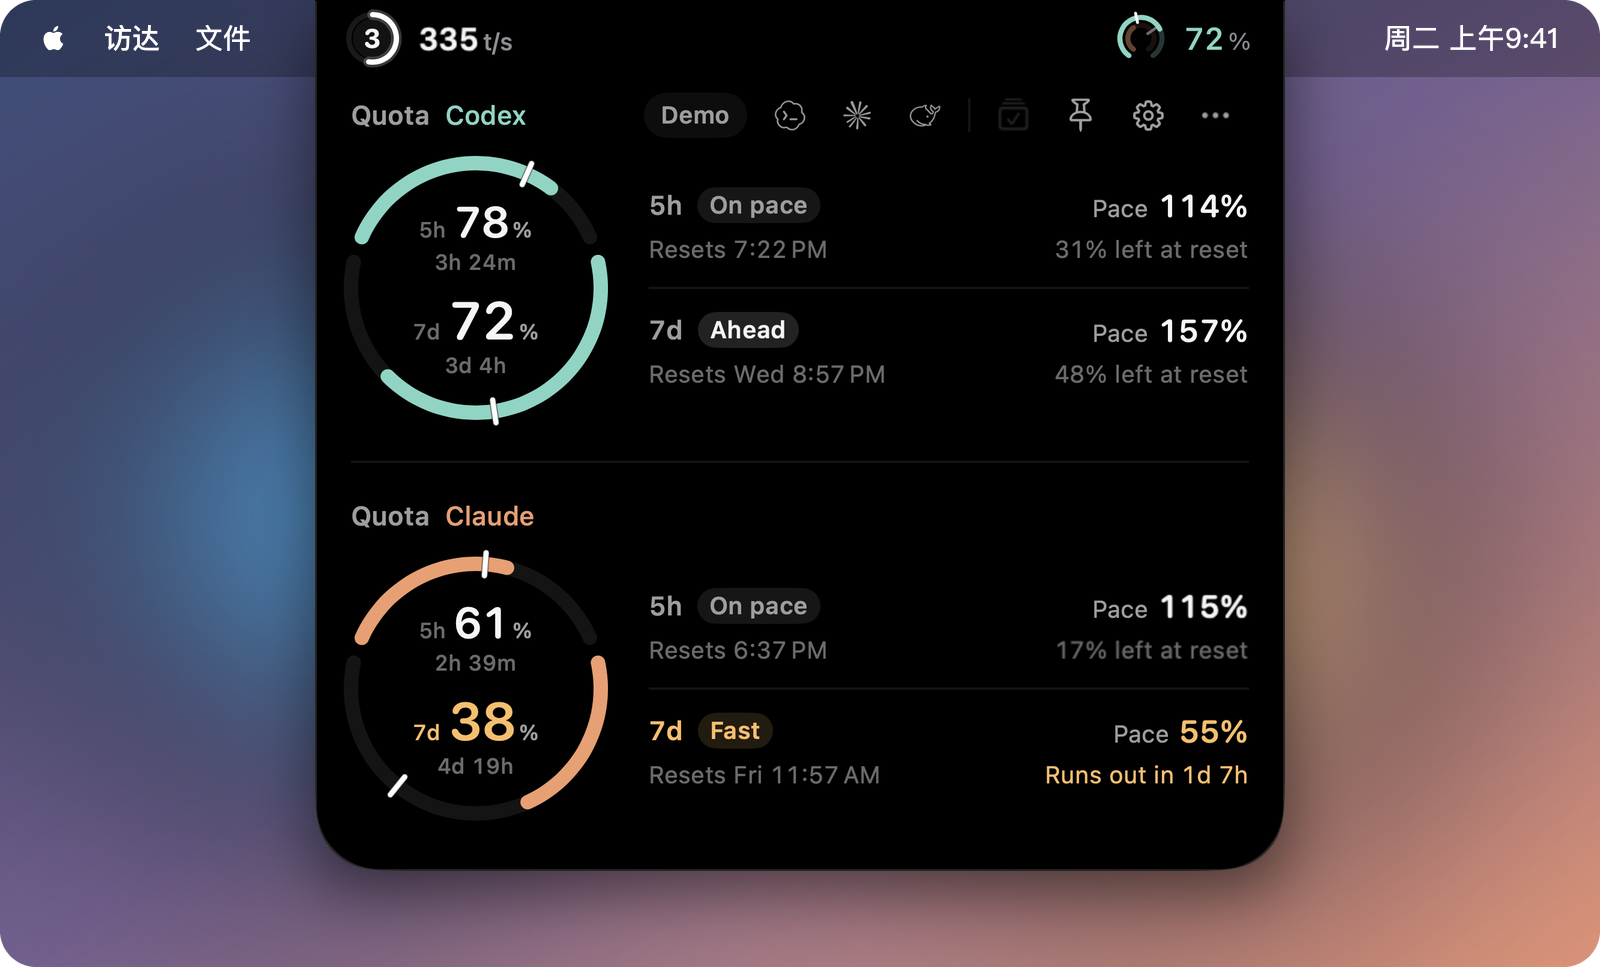 访达 文件
3 335 t/s
72 %
周二 上午9:41
Quota Codex
Demo
5h 78 %
3h 24m
7d 72 %
3d 4h
5h On pace
Pace 114%
Resets 7:22 PM
31% left at reset
7d Ahead
Pace 157%
Resets Wed 8:57 PM
48% left at reset
Quota Claude
5h 61 %
2h 39m
7d 38 %
4d 19h
5h On pace
Pace 115%
Resets 6:37 PM
17% left at reset
7d Fast
Pace 55%
Resets Fri 11:57 AM
Runs out in 1d 7h